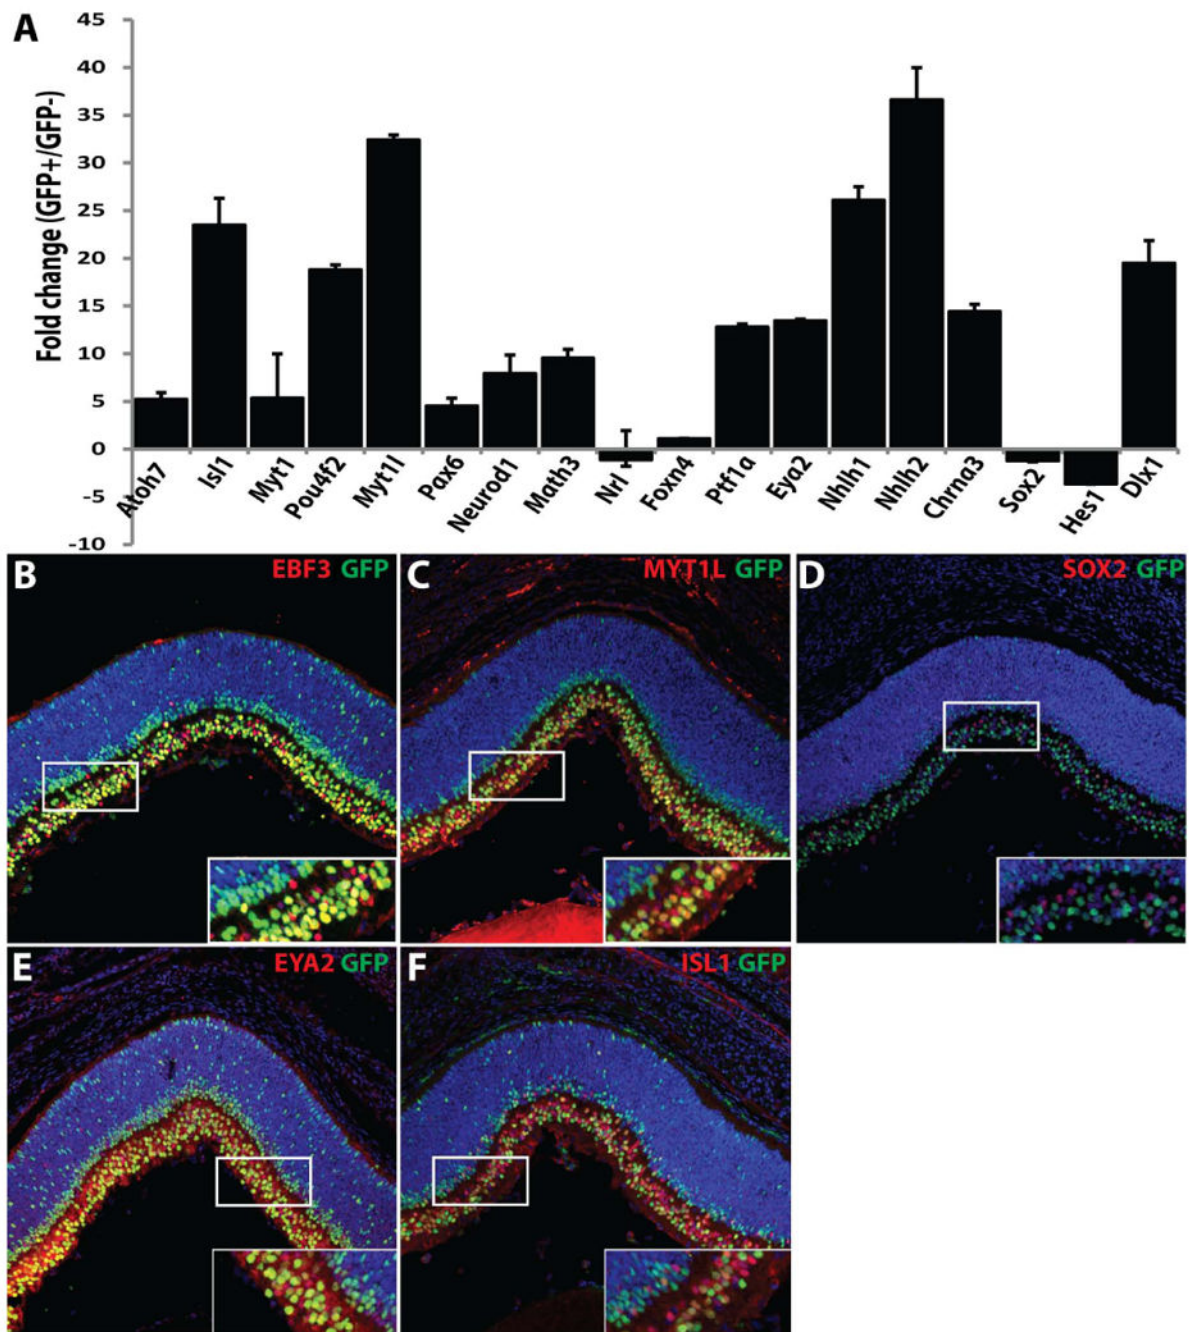 A
Fold change (GFP+/GFP-)
45
40
35
30
25
20
15
10
5
0
-5
-10
Atoh7
Isl1
Myt1
Pou4f2
Myt1l
Pax6
Neurod1
Math3
Nrl
Foxn4
Ptf1a
Eya2
Nhlh1
Nhlh2
Chrna3
Sox2
Hes1
Dlx1
B EBF3 GFP
C MYT1L GFP
D SOX2 GFP
E EYA2 GFP
F ISL1 GFP